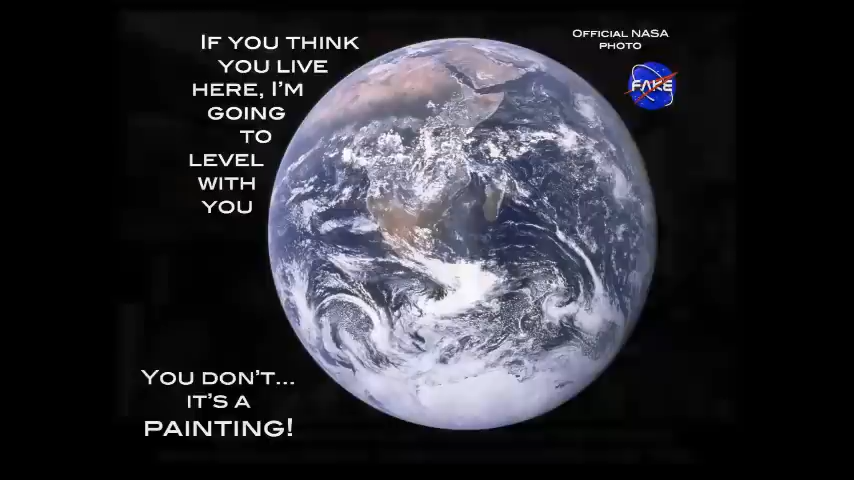 IF YOU THINK
YOU LIVE
HERE, I'M
GOING
TO
LEVEL
WITH
YOU
OFFICIAL NASA
PHOTO
FAKE
YOU DON'T...
IT'S A
PAINTING!